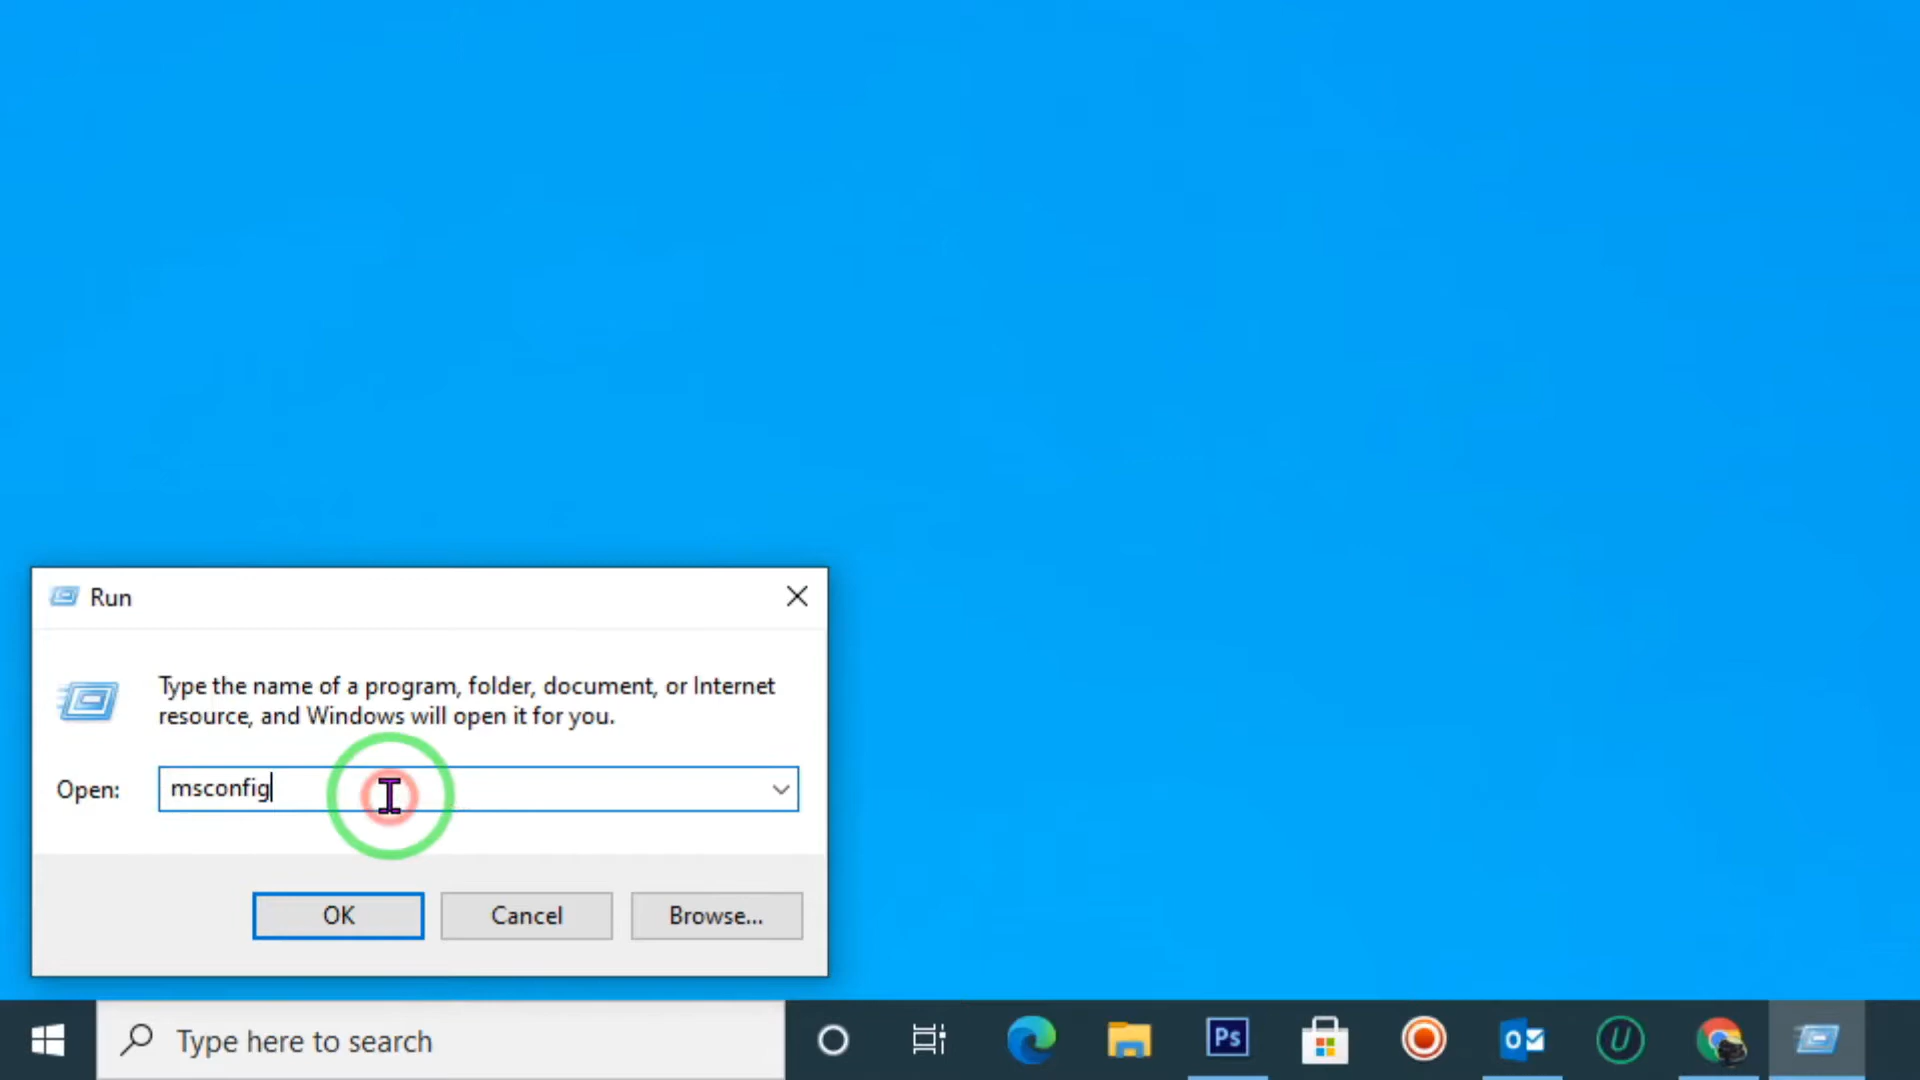 Run
Type the name of a program, folder, document, or Internet
resource, and Windows will open it for you.
Open:
msconfig
OK
Cancel
Browse...
Type here to search
Ps
U